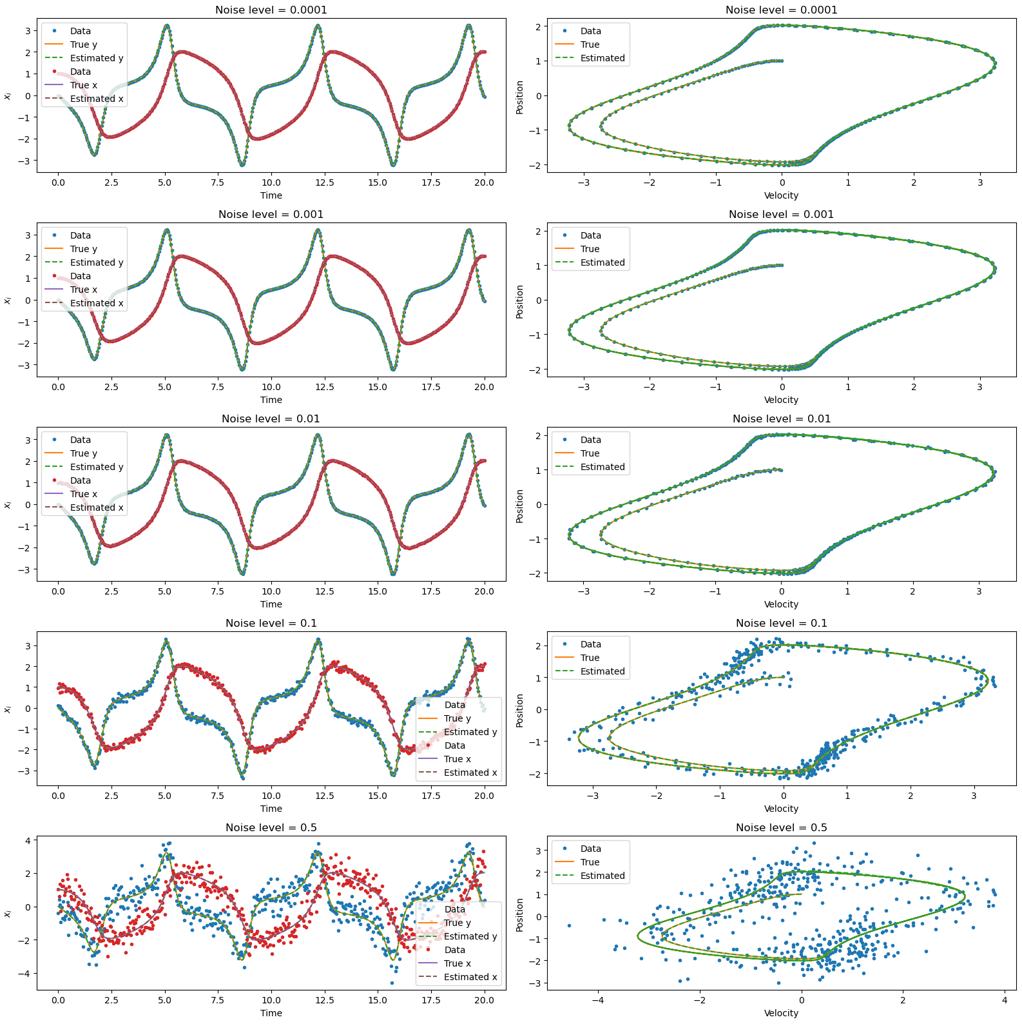 Noise level = 0.0001
Data
True y
Estimated y
Data
True x
Estimated x
3
2
1
0
−1
−2
−3
xᵢ
0.0 2.5 5.0 7.5 10.0 12.5 15.0 17.5 20.0
Time
Noise level = 0.0001
Data
True
Estimated
2
1
0
−1
−2
Position
−3 −2 −1 0 1 2 3
Velocity
Noise level = 0.001
Data
True y
Estimated y
Data
True x
Estimated x
3
2
1
0
−1
−2
−3
xᵢ
0.0 2.5 5.0 7.5 10.0 12.5 15.0 17.5 20.0
Time
Noise level = 0.001
Data
True
Estimated
2
1
0
−1
−2
Position
−3 −2 −1 0 1 2 3
Velocity
Noise level = 0.01
Data
True y
Estimated y
Data
True x
Estimated x
3
2
1
0
−1
−2
−3
xᵢ
0.0 2.5 5.0 7.5 10.0 12.5 15.0 17.5 20.0
Time
Noise level = 0.01
Data
True
Estimated
2
1
0
−1
−2
Position
−3 −2 −1 0 1 2 3
Velocity
Noise level = 0.1
Data
True y
Estimated y
Data
True x
Estimated x
3
2
1
0
−1
−2
−3
xᵢ
0.0 2.5 5.0 7.5 10.0 12.5 15.0 17.5 20.0
Time
Noise level = 0.1
Data
True
Estimated
2
1
0
−1
−2
Position
−3 −2 −1 0 1 2 3
Velocity
Noise level = 0.5
Data
True y
Estimated y
Data
True x
Estimated x
4
2
0
−2
−4
xᵢ
0.0 2.5 5.0 7.5 10.0 12.5 15.0 17.5 20.0
Time
Noise level = 0.5
Data
True
Estimated
3
2
1
0
−1
−2
−3
Position
−4 −2 0 2 4
Velocity